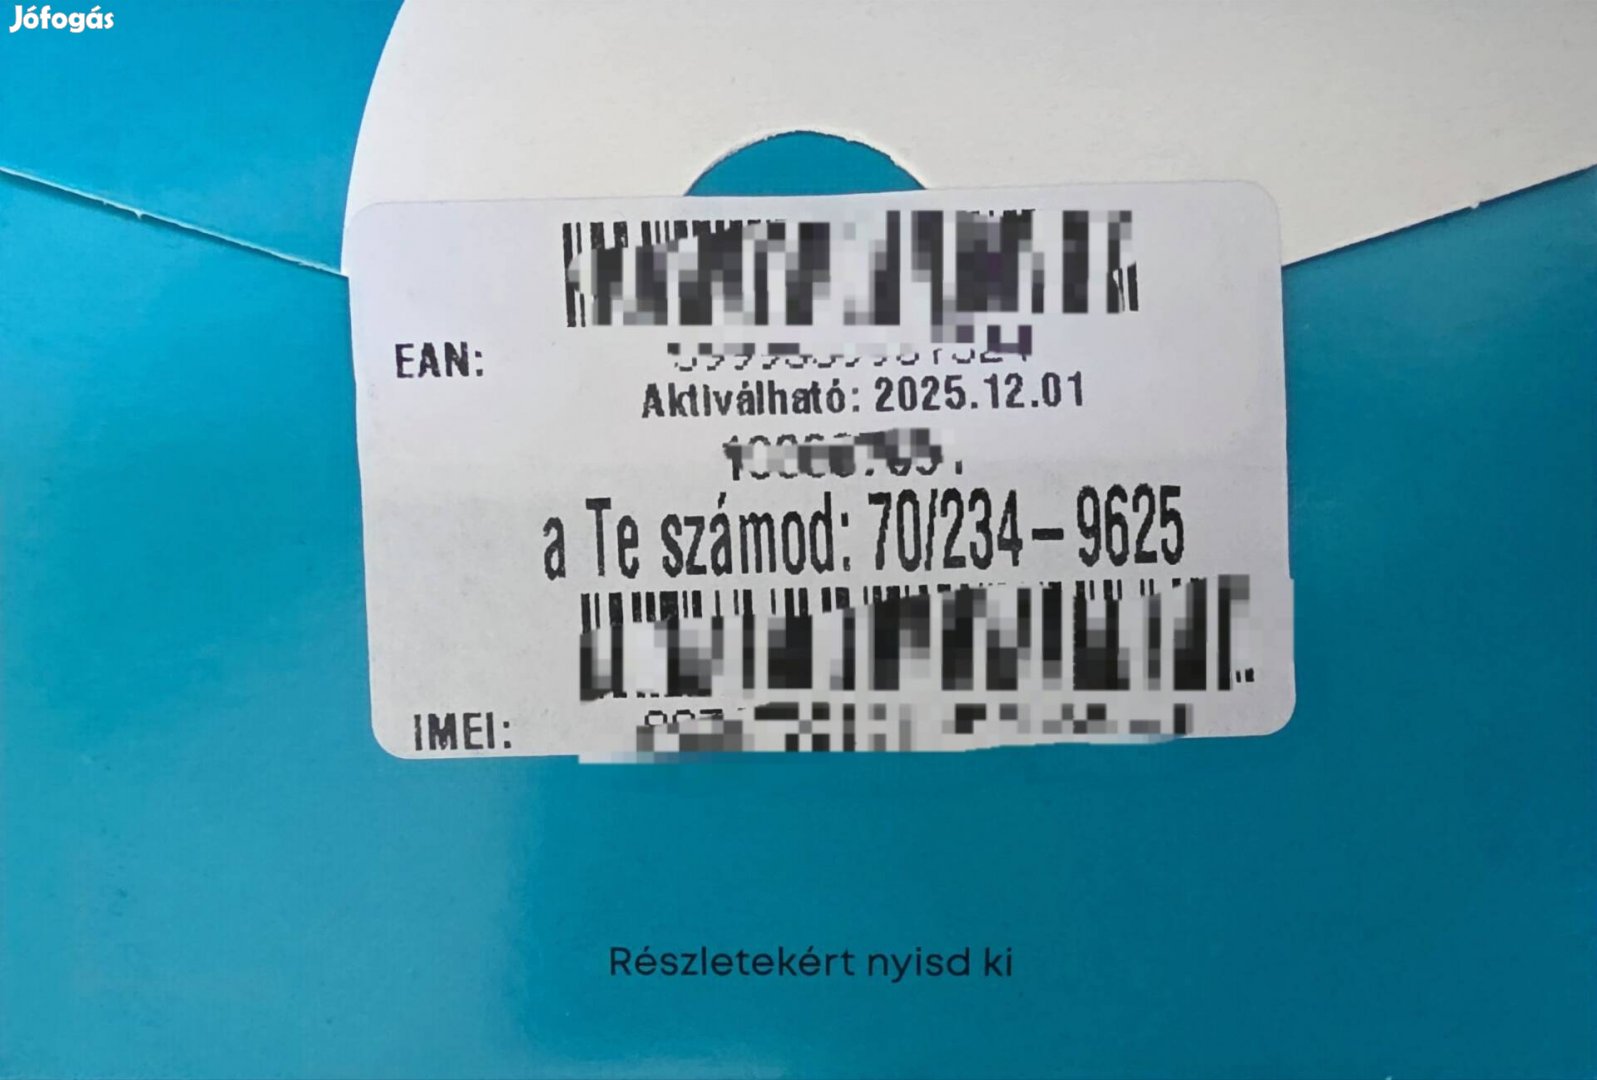 Jófogás
EAN:
Aktiválható: 2025.12.01
a Te számod: 70/234-9625
IMEI:
Részletekért nyisd ki